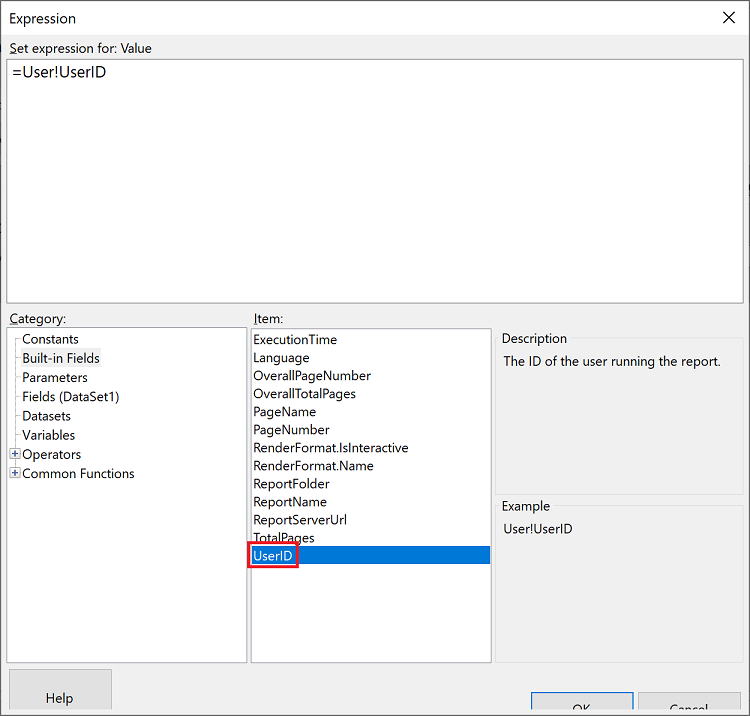 Expression
Set expression for: Value
=User!UserID
Category:
Constants
Built-in Fields
Parameters
Fields (DataSet1)
Datasets
Variables
Operators
Common Functions
Item:
ExecutionTime
Language
OverallPageNumber
OverallTotalPages
PageName
PageNumber
RenderFormat.IsInteractive
RenderFormat.Name
ReportFolder
ReportName
ReportServerUrl
TotalPages
UserID
Description
The ID of the user running the report.
Example
User!UserID
Help
OK
Cancel